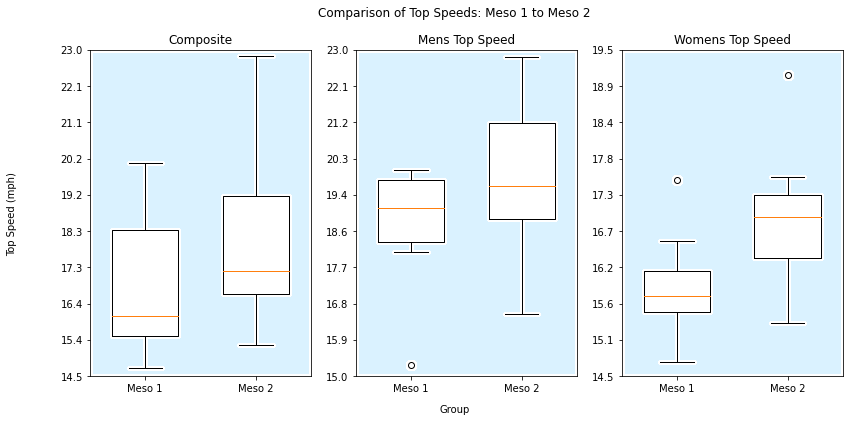 Comparison of Top Speeds: Meso 1 to Meso 2
Composite
Mens Top Speed
Womens Top Speed
Top Speed (mph)
23.0
22.1
21.1
20.2
19.2
18.3
17.3
16.4
15.4
14.5
Meso 1
Meso 2
23.0
22.1
21.2
20.3
19.4
18.6
17.7
16.8
15.9
15.0
Meso 1
Meso 2
19.5
18.9
18.4
17.8
17.3
16.7
16.2
15.6
15.1
14.5
Meso 1
Meso 2
Group